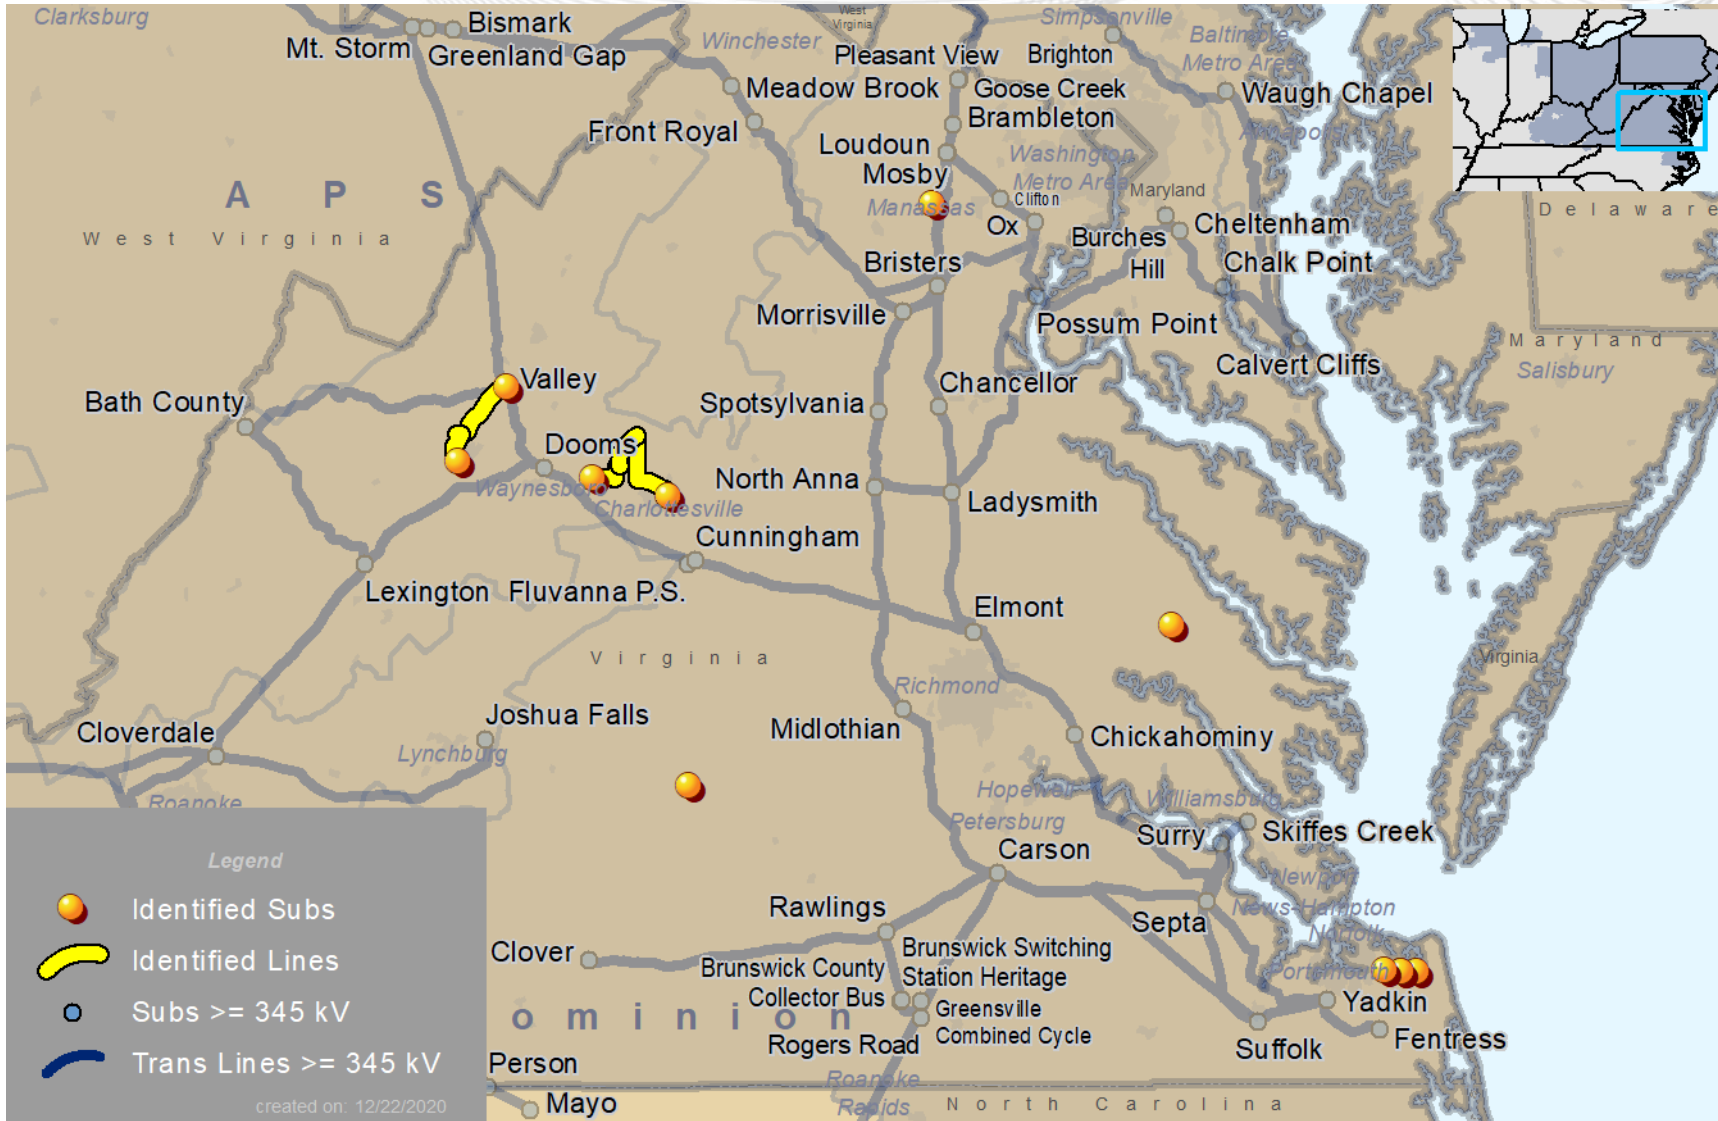 Clarksburg
Bismark
Mt. Storm
Greenland Gap
Winchester
West
Virginia
Simpsonville
Pleasant View
Brighton
Baltimore
Metro Area
Meadow Brook
Goose Creek
Waugh Chapel
Front Royal
Brambleton
Annapolis
Loudoun
Washington
Metro Area
Mosby
Maryland
Clifton
Manassas
A P S
West Virginia
Delaware
Ox
Burches
Hill
Cheltenham
Bristers
Chalk Point
Morrisville
Possum Point
Maryland
Calvert Cliffs
Salisbury
Valley
Bath County
Chancellor
Spotsylvania
Dooms
North Anna
Waynesboro
Charlottesville
Ladysmith
Cunningham
Lexington
Fluvanna P.S.
Elmont
Virginia
Virginia
Richmond
Joshua Falls
Midlothian
Cloverdale
Lynchburg
Chickahominy
Roanoke
Hopewell
Williamsburg
Petersburg
Surry
Skiffes Creek
Carson
Newport
News-Hampton
Norfolk
Rawlings
Septa
Clover
Brunswick Switching
Station Heritage
Brunswick County
Collector Bus
Portsmouth
Yadkin
Greensville
Combined Cycle
ominion
Rogers Road
Fentress
Suffolk
Person
Roanoke
Rapids
Mayo
North Carolina
Legend
Identified Subs
Identified Lines
Subs >= 345 kV
Trans Lines >= 345 kV
created on: 12/22/2020